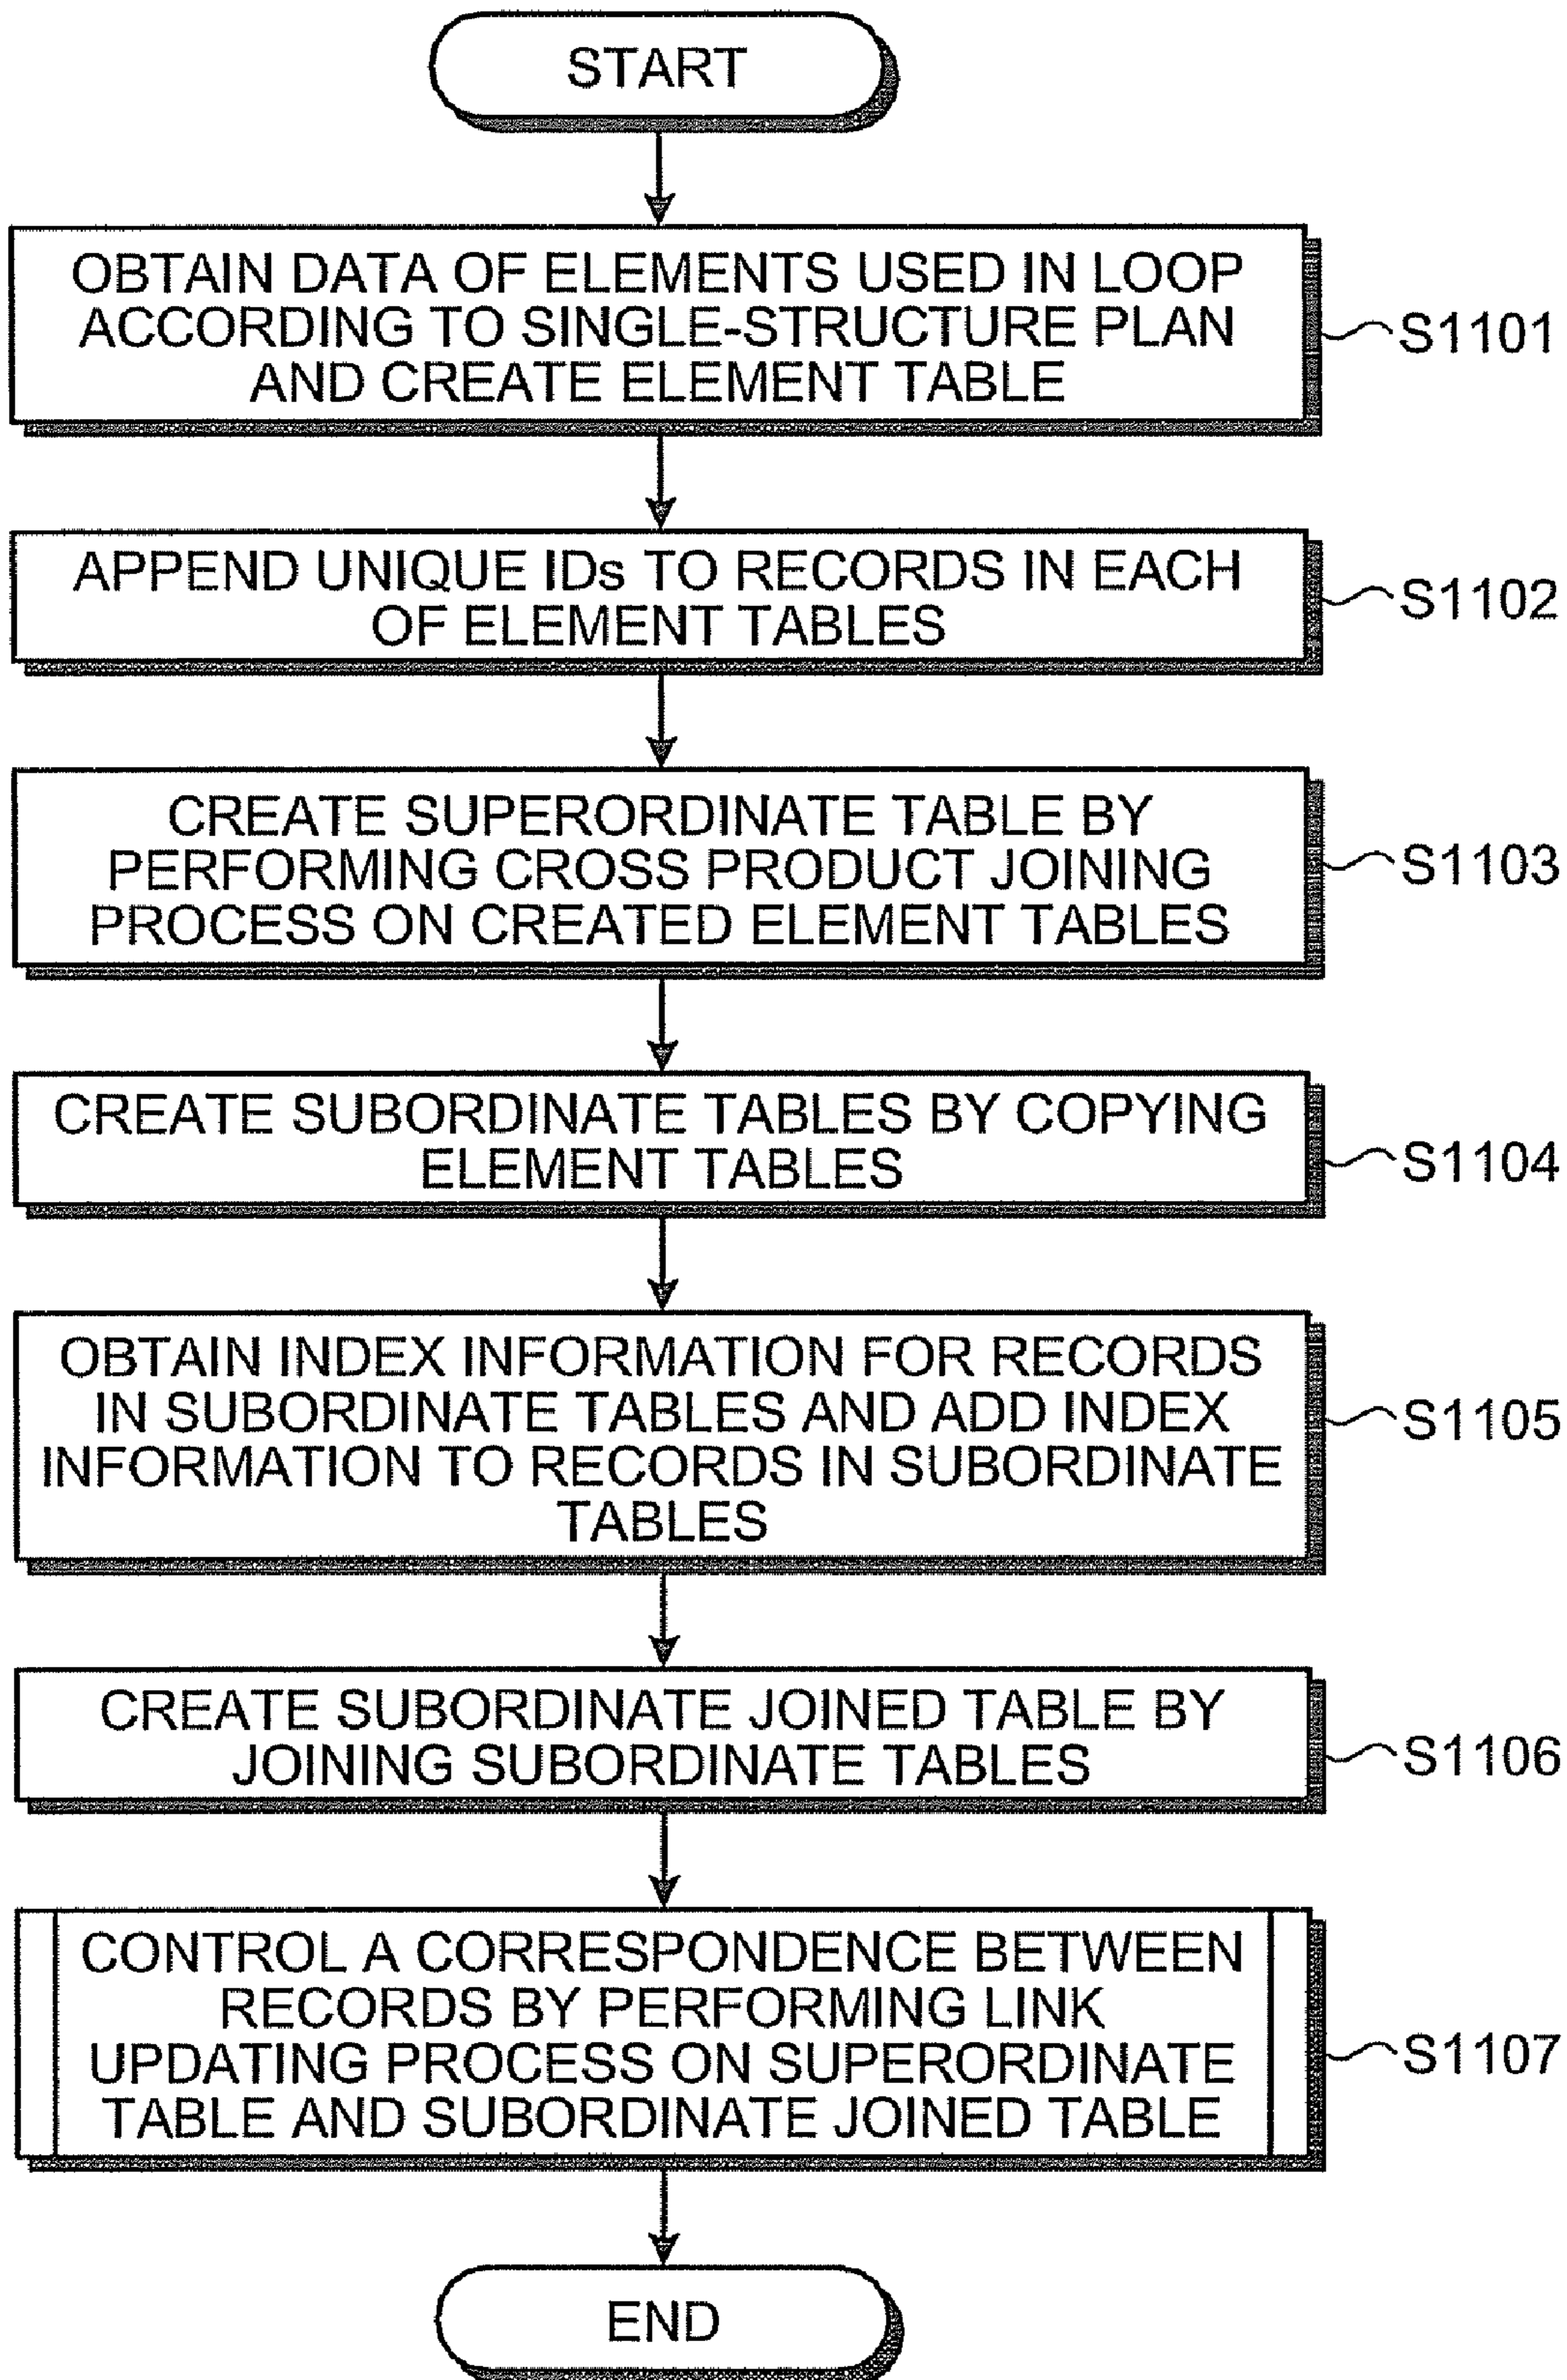 START
OBTAIN DATA OF ELEMENTS USED IN LOOP
ACCORDING TO SINGLE-STRUCTURE PLAN
AND CREATE ELEMENT TABLE
S1101
APPEND UNIQUE IDs TO RECORDS IN EACH
OF ELEMENT TABLES
S1102
CREATE SUPERORDINATE TABLE BY
PERFORMING CROSS PRODUCT JOINING
PROCESS ON CREATED ELEMENT TABLES
S1103
CREATE SUBORDINATE TABLES BY COPYING
ELEMENT TABLES
S1104
OBTAIN INDEX INFORMATION FOR RECORDS
IN SUBORDINATE TABLES AND ADD INDEX
INFORMATION TO RECORDS IN SUBORDINATE
TABLES
S1105
CREATE SUBORDINATE JOINED TABLE BY
JOINING SUBORDINATE TABLES
S1106
CONTROL A CORRESPONDENCE BETWEEN
RECORDS BY PERFORMING LINK
UPDATING PROCESS ON SUPERORDINATE
TABLE AND SUBORDINATE JOINED TABLE
S1107
END